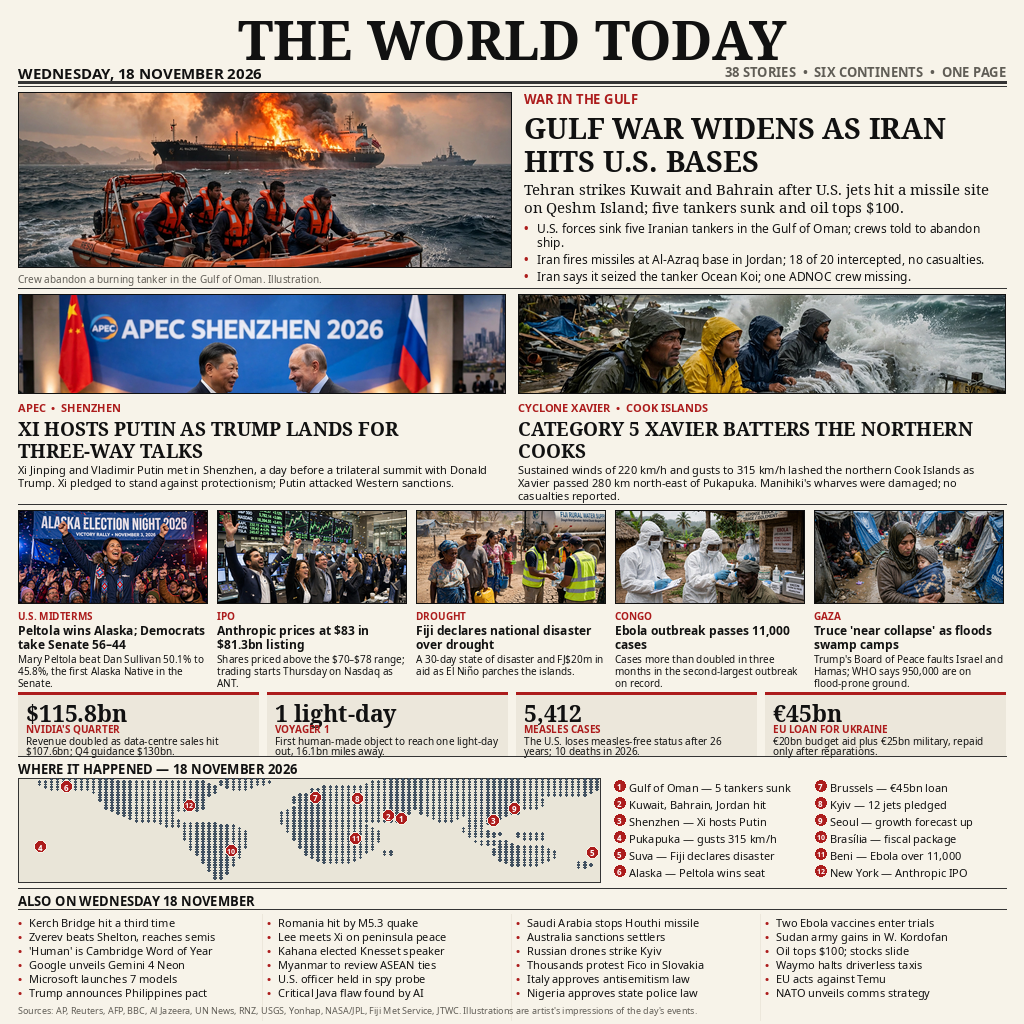 THE WORLD TODAY
WEDNESDAY, 18 NOVEMBER 2026
38 STORIES • SIX CONTINENTS • ONE PAGE
WAR IN THE GULF
GULF WAR WIDENS AS IRAN
HITS U.S. BASES
Tehran strikes Kuwait and Bahrain after U.S. jets hit a missile site
on Qeshm Island; five tankers sunk and oil tops $100.
• U.S. forces sink five Iranian tankers in the Gulf of Oman; crews told to abandon
ship.
• Iran fires missiles at Al-Azraq base in Jordan; 18 of 20 intercepted, no casualties.
• Iran says it seized the tanker Ocean Koi; one ADNOC crew missing.
Crew abandon a burning tanker in the Gulf of Oman. Illustration.
APEC APEC SHENZHEN 2026
APEC • SHENZHEN
XI HOSTS PUTIN AS TRUMP LANDS FOR
THREE-WAY TALKS
Xi Jinping and Vladimir Putin met in Shenzhen, a day before a trilateral summit with Donald
Trump. Xi pledged to stand against protectionism; Putin attacked Western sanctions.
CYCLONE XAVIER • COOK ISLANDS
CATEGORY 5 XAVIER BATTERS THE NORTHERN
COOKS
Sustained winds of 220 km/h and gusts to 315 km/h lashed the northern Cook Islands as
Xavier passed 280 km north-east of Pukapuka. Manihiki's wharves were damaged; no
casualties reported.
ALASKA ELECTION NIGHT 2026
VICTORY RALLY • NOVEMBER 3, 2029
U.S. MIDTERMS
Peltola wins Alaska; Democrats
take Senate 56–44
Mary Peltola beat Dan Sullivan 50.1% to
45.8%, the first Alaska Native in the
Senate.
IPO
Anthropic prices at $83 in
$81.3bn listing
Shares priced above the $70–$78 range;
trading starts Thursday on Nasdaq as
ANT.
FIJI RURAL WATER
DROUGHT
Fiji declares national disaster
over drought
A 30-day state of disaster and FJ$20m in
aid as El Niño parches the islands.
EBOLA
CONGO
Ebola outbreak passes 11,000
cases
Cases more than doubled in three
months in the second-largest outbreak
on record.
GAZA
Truce 'near collapse' as floods
swamp camps
Trump's Board of Peace faults Israel and
Hamas; WHO says 950,000 are on
flood-prone ground.
$115.8bn
NVIDIA'S QUARTER
Revenue doubled as data-centre sales hit
$107.6bn; Q4 guidance $130bn.
1 light-day
VOYAGER 1
First human-made object to reach one light-day
out, 16.1bn miles away.
5,412
MEASLES CASES
The U.S. loses measles-free status after 26
years; 10 deaths in 2026.
€45bn
EU LOAN FOR UKRAINE
€20bn budget aid plus €25bn military, repaid
only after reparations.
WHERE IT HAPPENED — 18 NOVEMBER 2026
6
12
7
8
2
1
9
3
4
10
11
5
1 Gulf of Oman — 5 tankers sunk
2 Kuwait, Bahrain, Jordan hit
3 Shenzhen — Xi hosts Putin
4 Pukapuka — gusts 315 km/h
5 Suva — Fiji declares disaster
6 Alaska — Peltola wins seat
7 Brussels — €45bn loan
8 Kyiv — 12 jets pledged
9 Seoul — growth forecast up
10 Brasília — fiscal package
11 Beni — Ebola over 11,000
12 New York — Anthropic IPO
ALSO ON WEDNESDAY 18 NOVEMBER
• Kerch Bridge hit a third time
• Zverev beats Shelton, reaches semis
• 'Human' is Cambridge Word of Year
• Google unveils Gemini 4 Neon
• Microsoft launches 7 models
• Trump announces Philippines pact
• Romania hit by M5.3 quake
• Lee meets Xi on peninsula peace
• Kahana elected Knesset speaker
• Myanmar to review ASEAN ties
• U.S. officer held in spy probe
• Critical Java flaw found by AI
• Saudi Arabia stops Houthi missile
• Australia sanctions settlers
• Russian drones strike Kyiv
• Thousands protest Fico in Slovakia
• Italy approves antisemitism law
• Nigeria approves state police law
• Two Ebola vaccines enter trials
• Sudan army gains in W. Kordofan
• Oil tops $100; stocks slide
• Waymo halts driverless taxis
• EU acts against Temu
• NATO unveils comms strategy
Sources: AP, Reuters, AFP, BBC, Al Jazeera, UN News, RNZ, USGS, Yonhap, NASA/JPL, Fiji Met Service, JTWC. Illustrations are artist's impressions of the day's events.